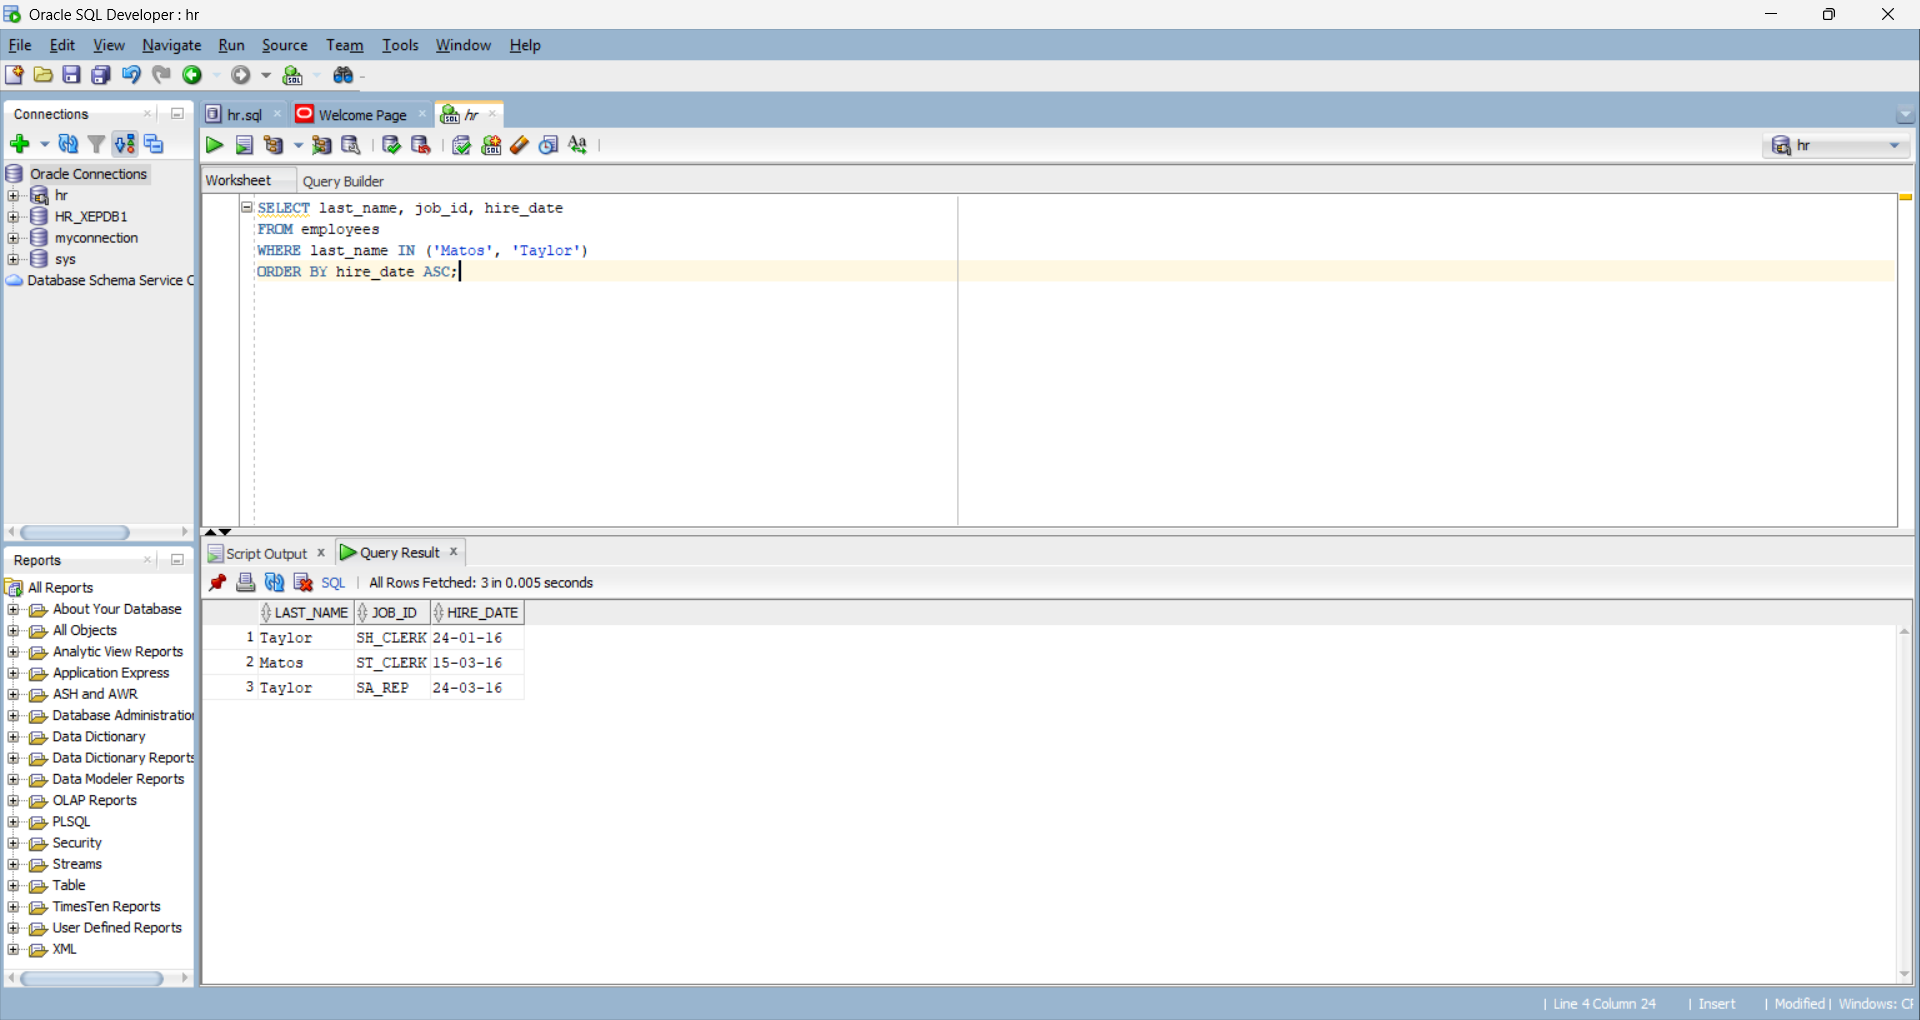 Oracle SQL Developer : hr
File Edit View Navigate Run Source Team Tools Window Help
Connections
Oracle Connections
hr
HR_XEPDB1
myconnection
sys
Database Schema Service C
hr.sql Welcome Page hr
hr
Worksheet Query Builder
SELECT last_name, job_id, hire_date
FROM employees
WHERE last_name IN ('Matos', 'Taylor')
ORDER BY hire_date ASC;
Reports
All Reports
About Your Database
All Objects
Analytic View Reports
Application Express
ASH and AWR
Database Administration
Data Dictionary
Data Dictionary Reports
Data Modeler Reports
OLAP Reports
PLSQL
Security
Streams
Table
TimesTen Reports
User Defined Reports
XML
Script Output Query Result
SQL All Rows Fetched: 3 in 0.005 seconds
LAST_NAME JOB_ID HIRE_DATE
1 Taylor SH_CLERK 24-01-16
2 Matos ST_CLERK 15-03-16
3 Taylor SA_REP 24-03-16
Line 4 Column 24 Insert Modified Windows: CF